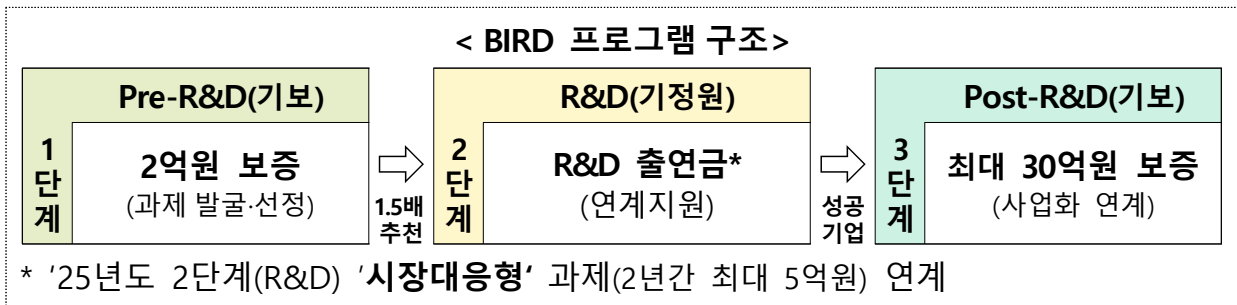 < BIRD 프로그램 구조>
1단계
Pre-R&D(기보)
2억원 보증
(과제 발굴·선정)
1.5배
추천
2단계
R&D(기정원)
R&D 출연금*
(연계지원)
성공
기업
3단계
Post-R&D(기보)
최대 30억원 보증
(사업화 연계)
* '25년도 2단계(R&D) '시장대응형' 과제(2년간 최대 5억원) 연계